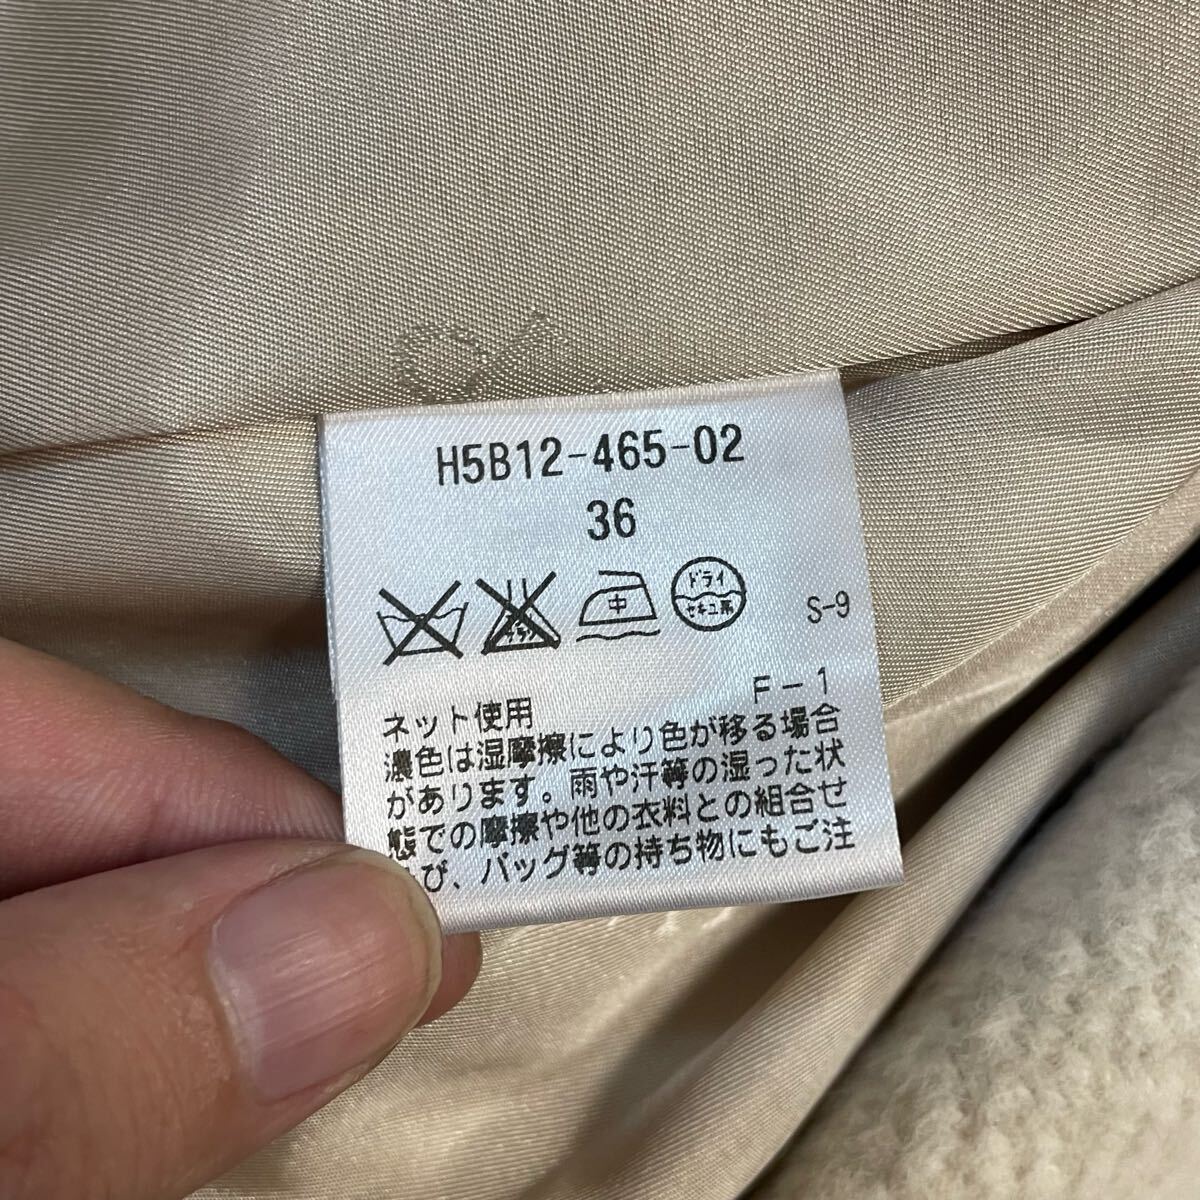 H5B12-465-02
36
中
ドライ
セキユ系
S-9
F-1
ネット使用
濃色は湿摩擦により色が移る場合
があります。雨や汗等の湿った状
態での摩擦や他の衣料との組合せ
び、バッグ等の持ち物にもご注